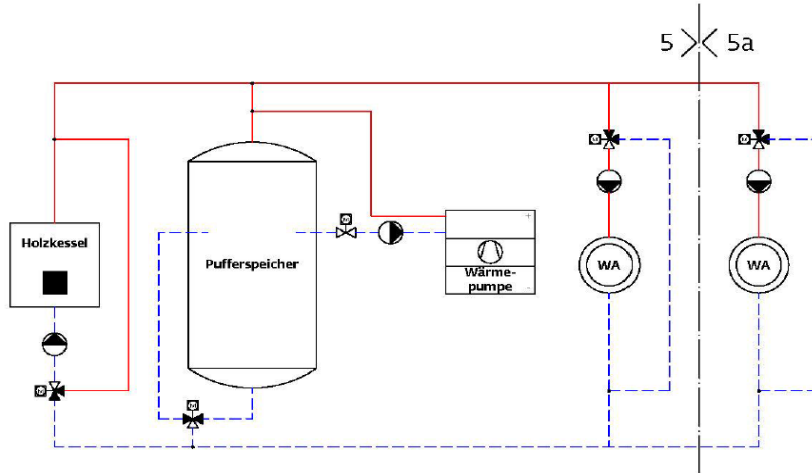 5
5a
M
M
Holzkessel
Pufferspeicher
M
+
Wärme-
pumpe
-
WA
WA
M
M